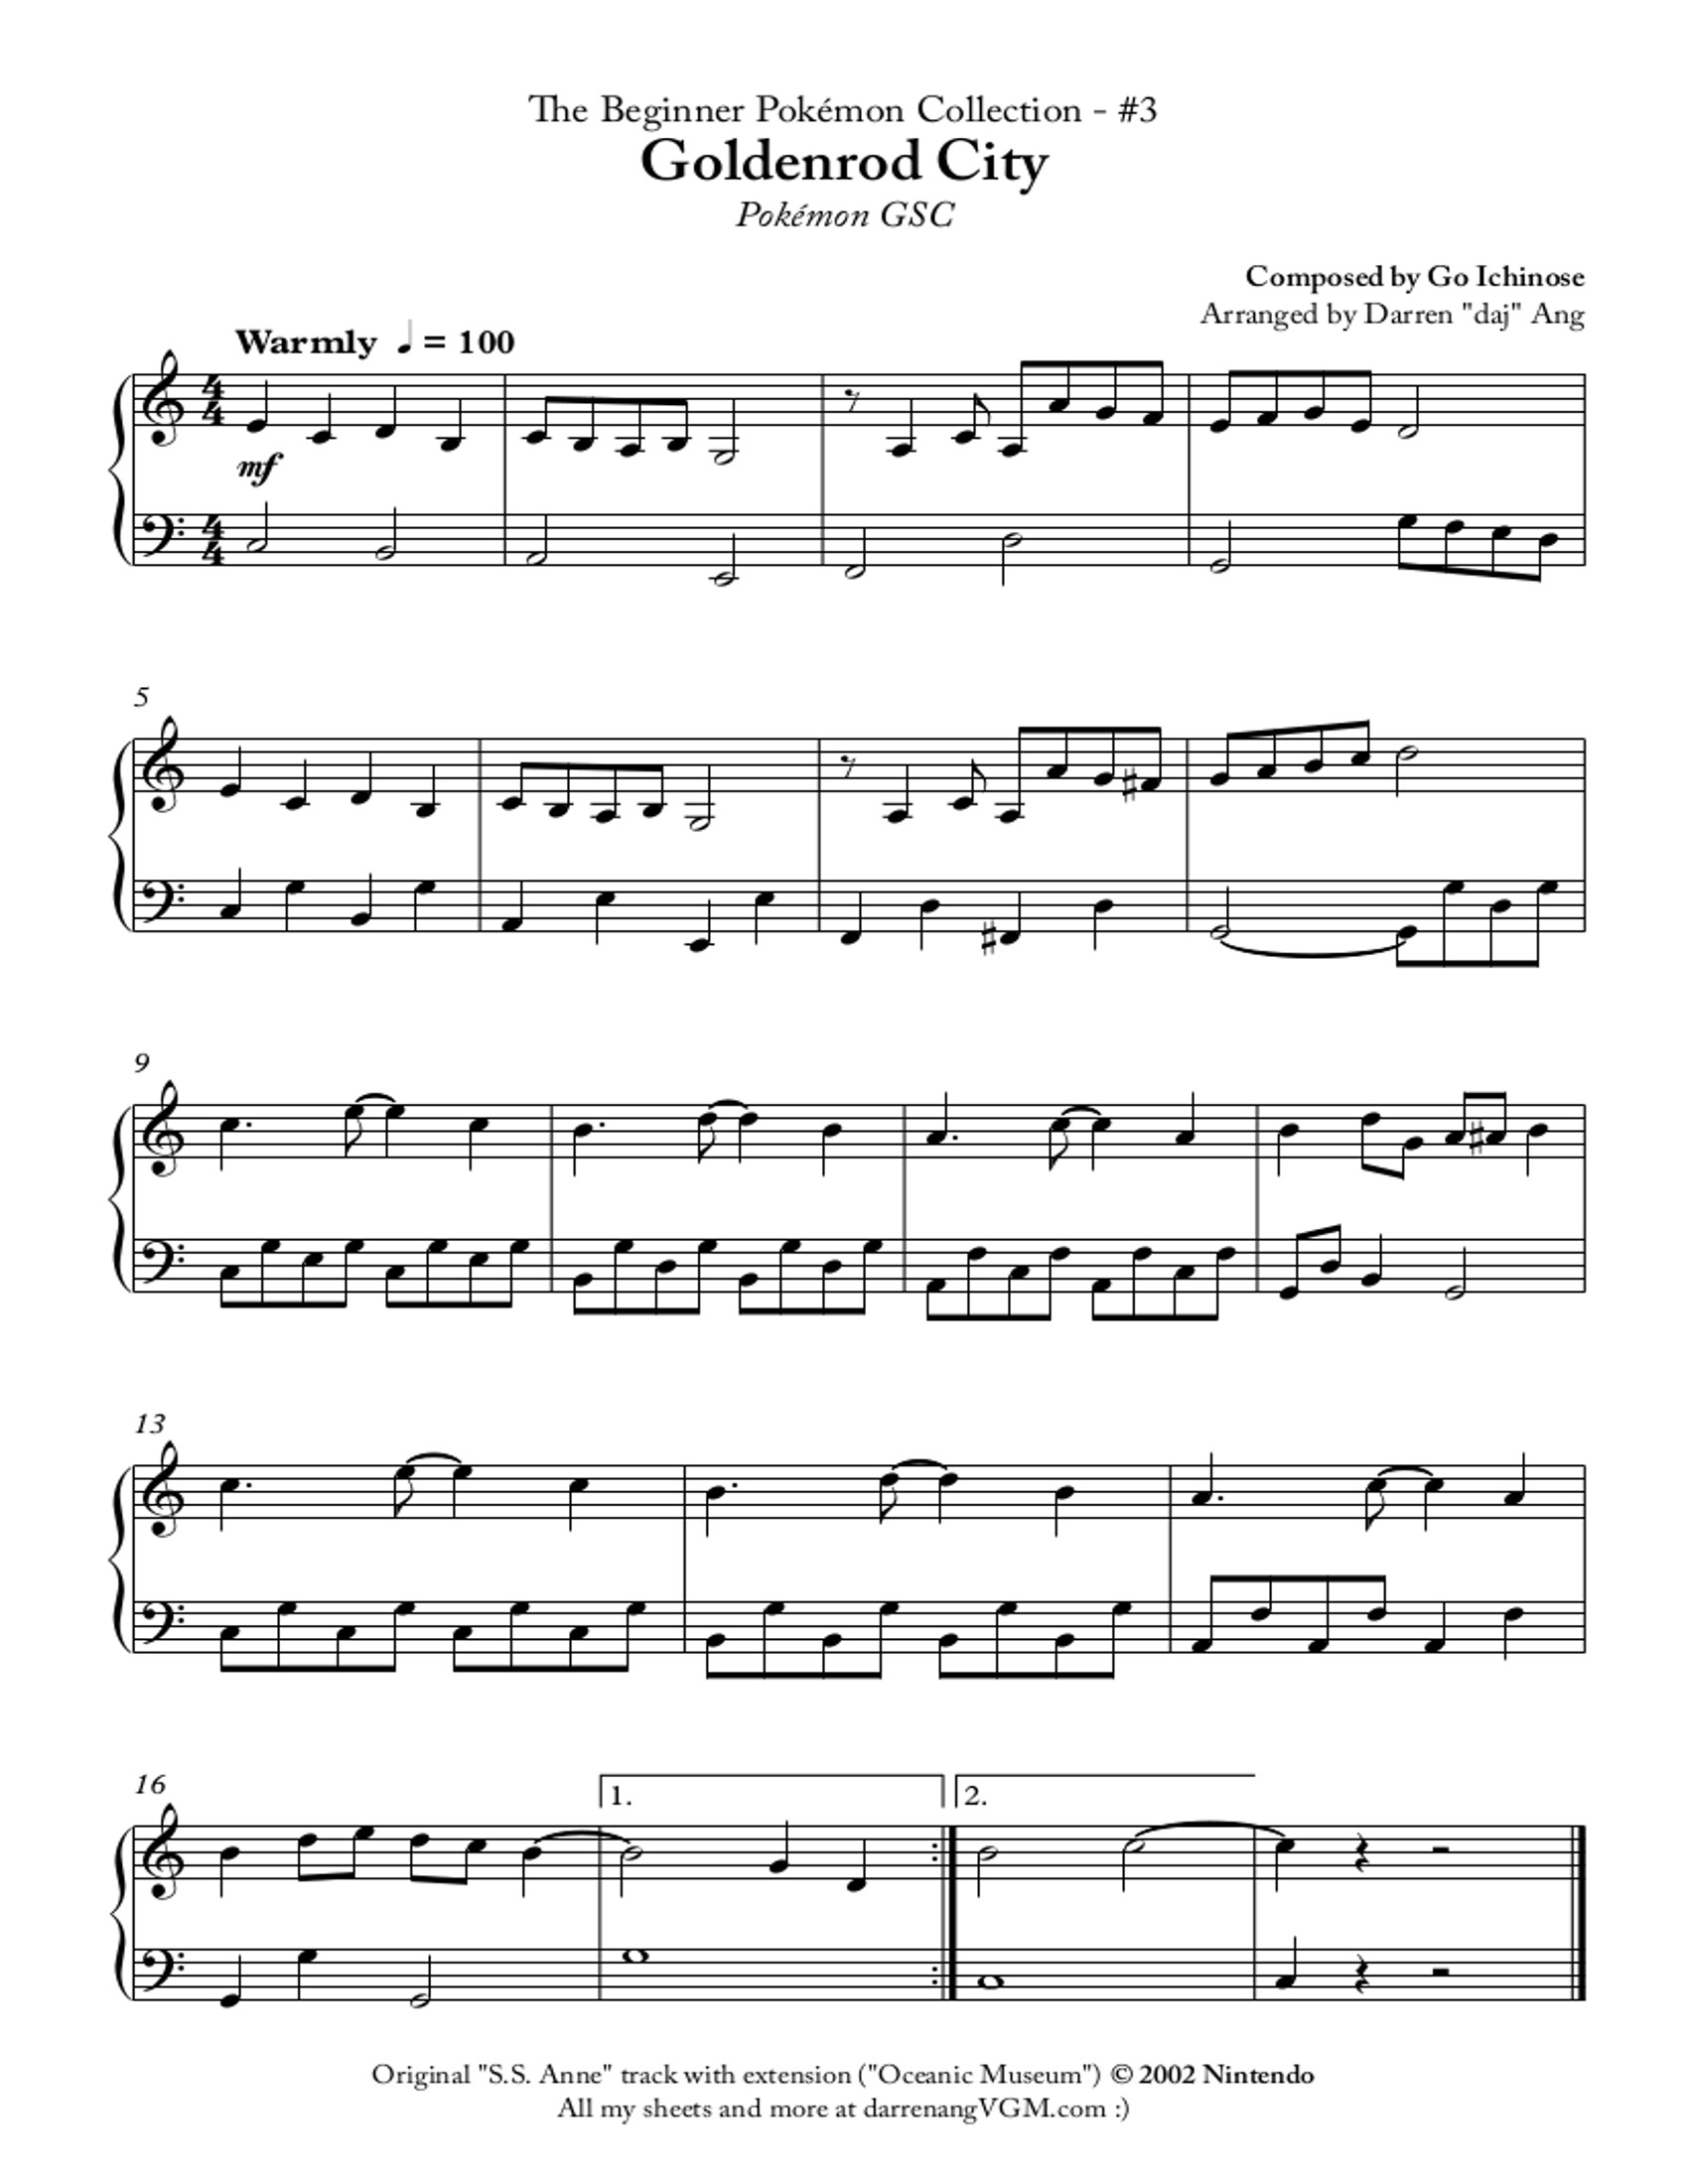 The Beginner Pokémon Collection - #3
Goldenrod City
Pokémon GSC
Composed by Go Ichinose
Arranged by Darren "daj" Ang
Warmly ♩ = 100
4
4
mf
4
4
5
9
13
16
1.
2.
Original "S.S. Anne" track with extension ("Oceanic Museum") © 2002 Nintendo
All my sheets and more at darrenangVGM.com :)